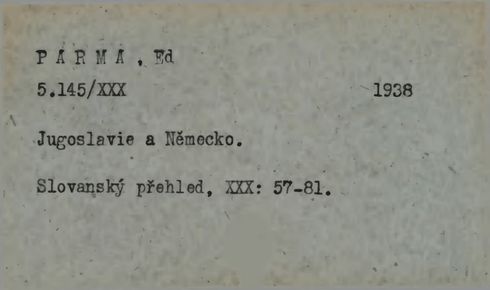 P A R M A , Ed
5.145/XXX 1938
Jugoslavie a Německo.
Slovanský přehled, XXX: 57-81.